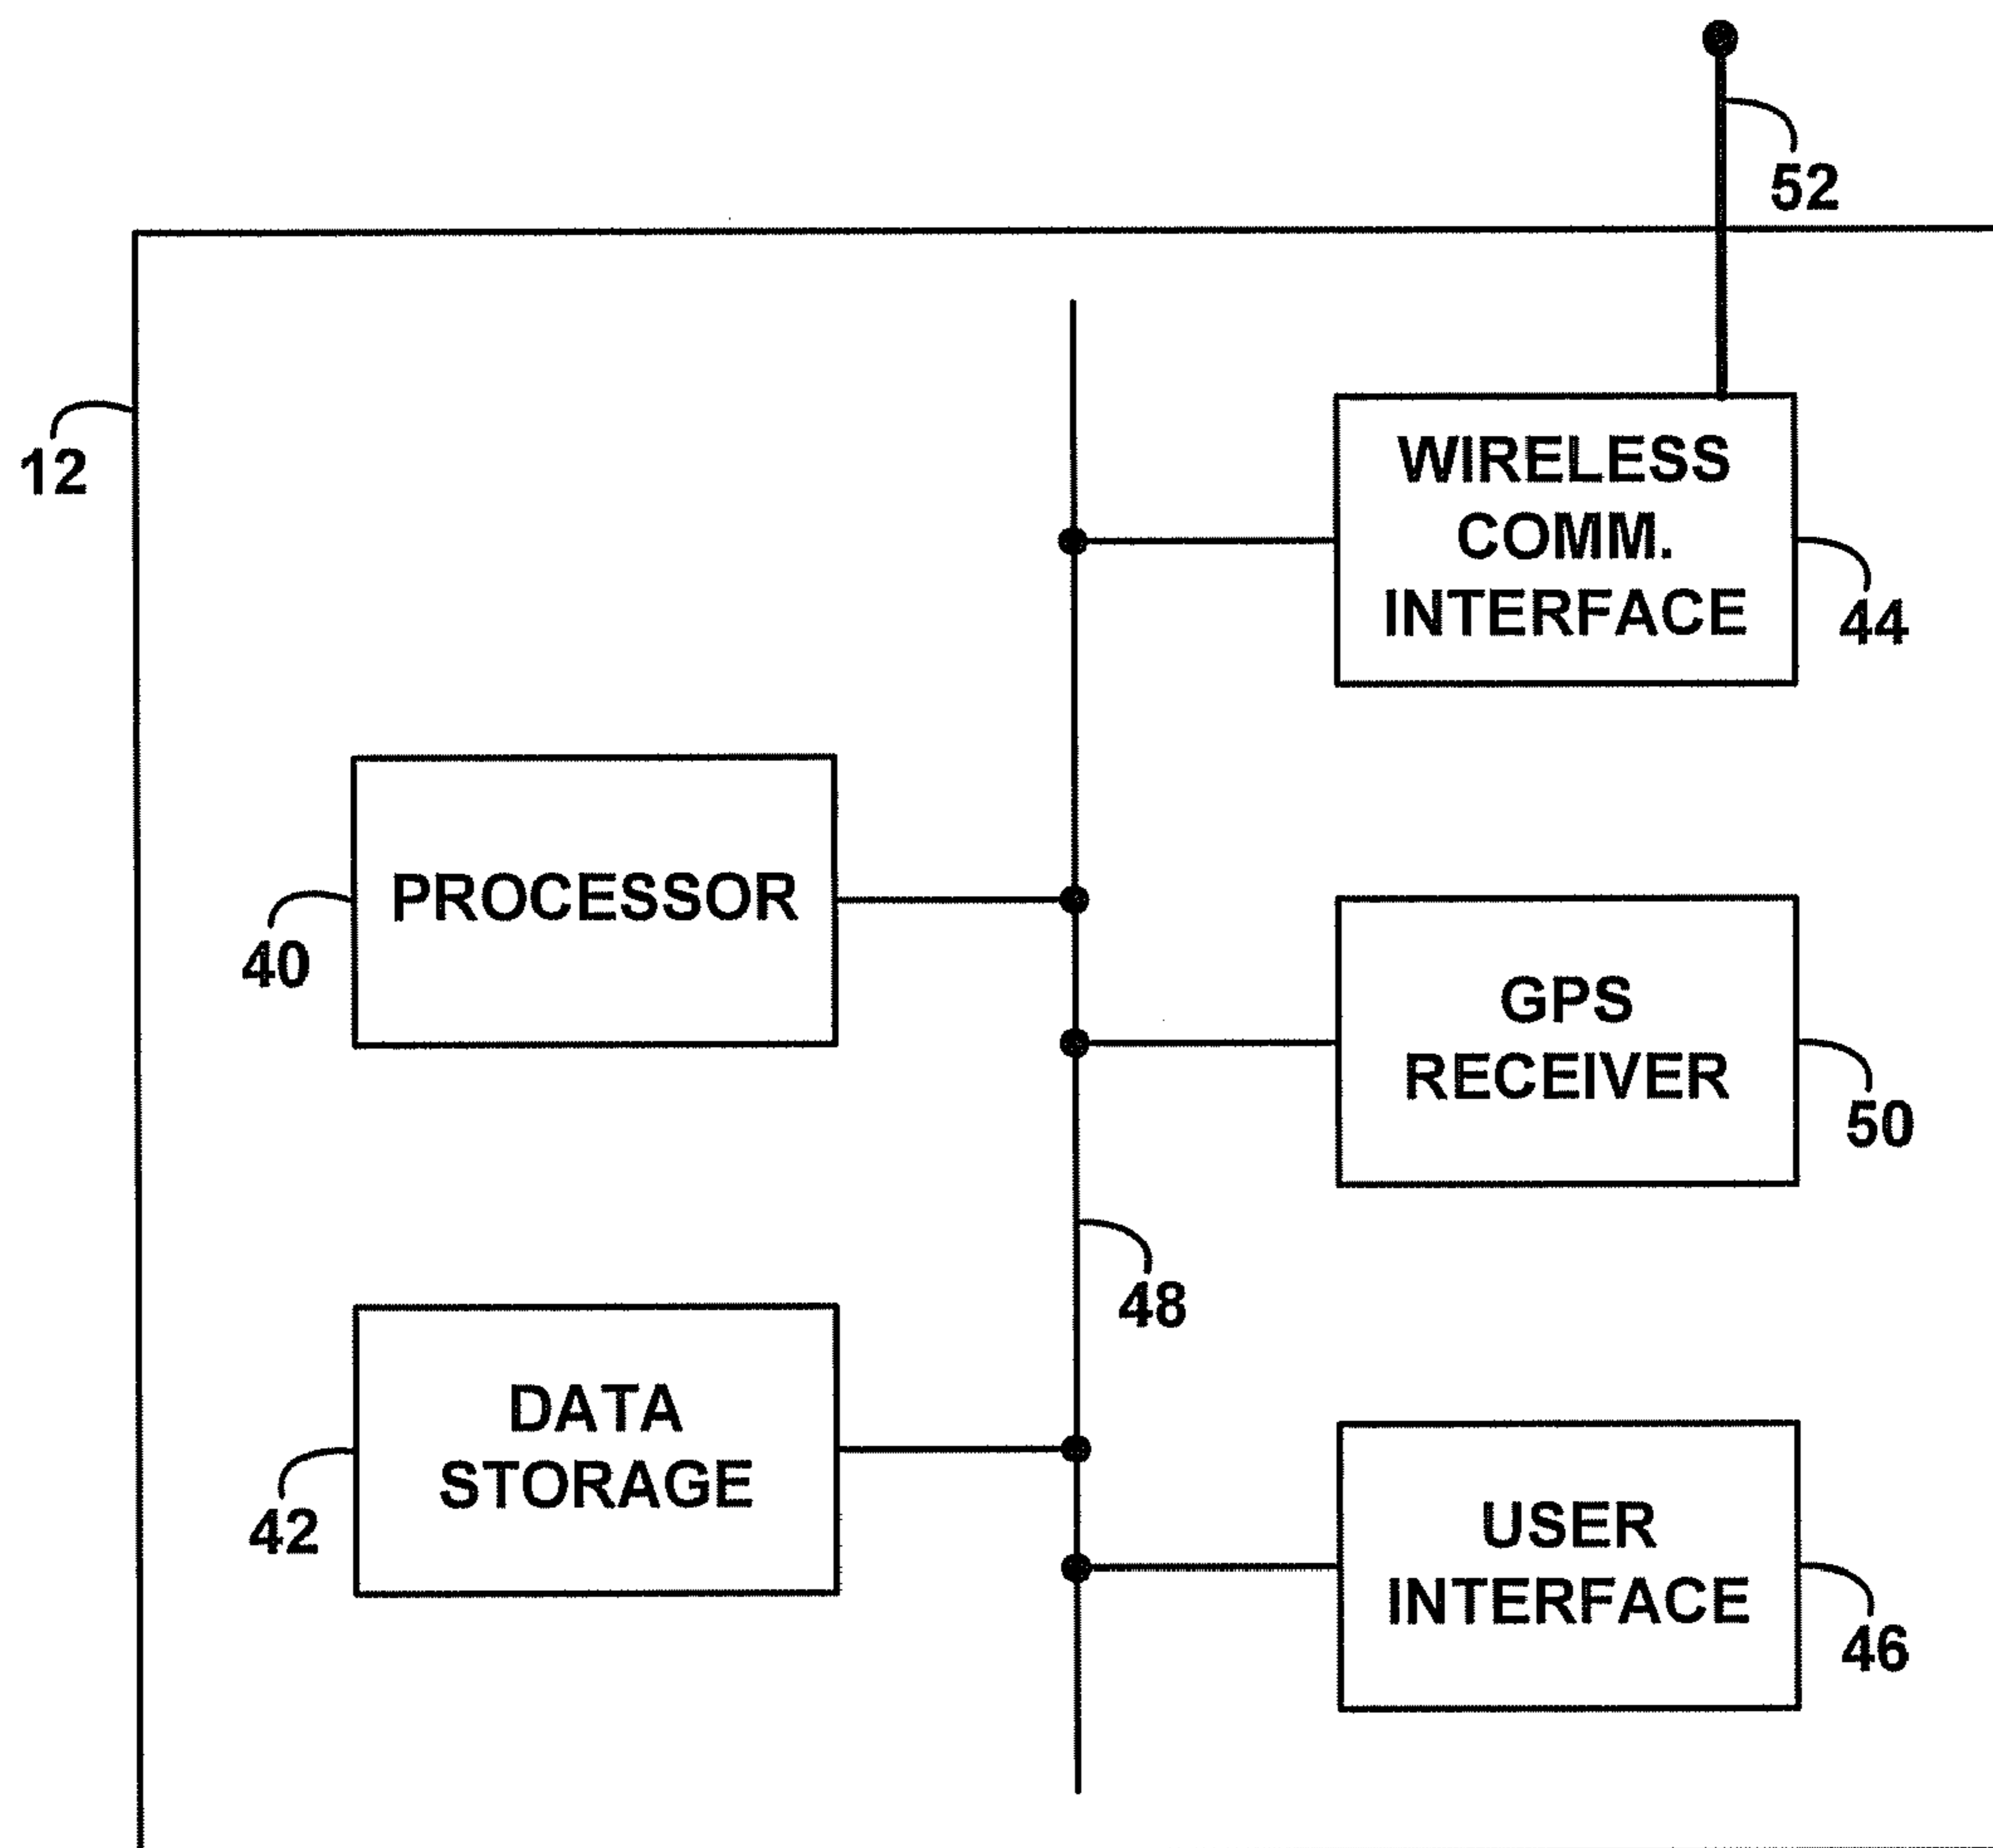 52
12
WIRELESS
COMM.
INTERFACE
44
PROCESSOR
40
GPS
RECEIVER
50
48
DATA
STORAGE
42
USER
INTERFACE
46